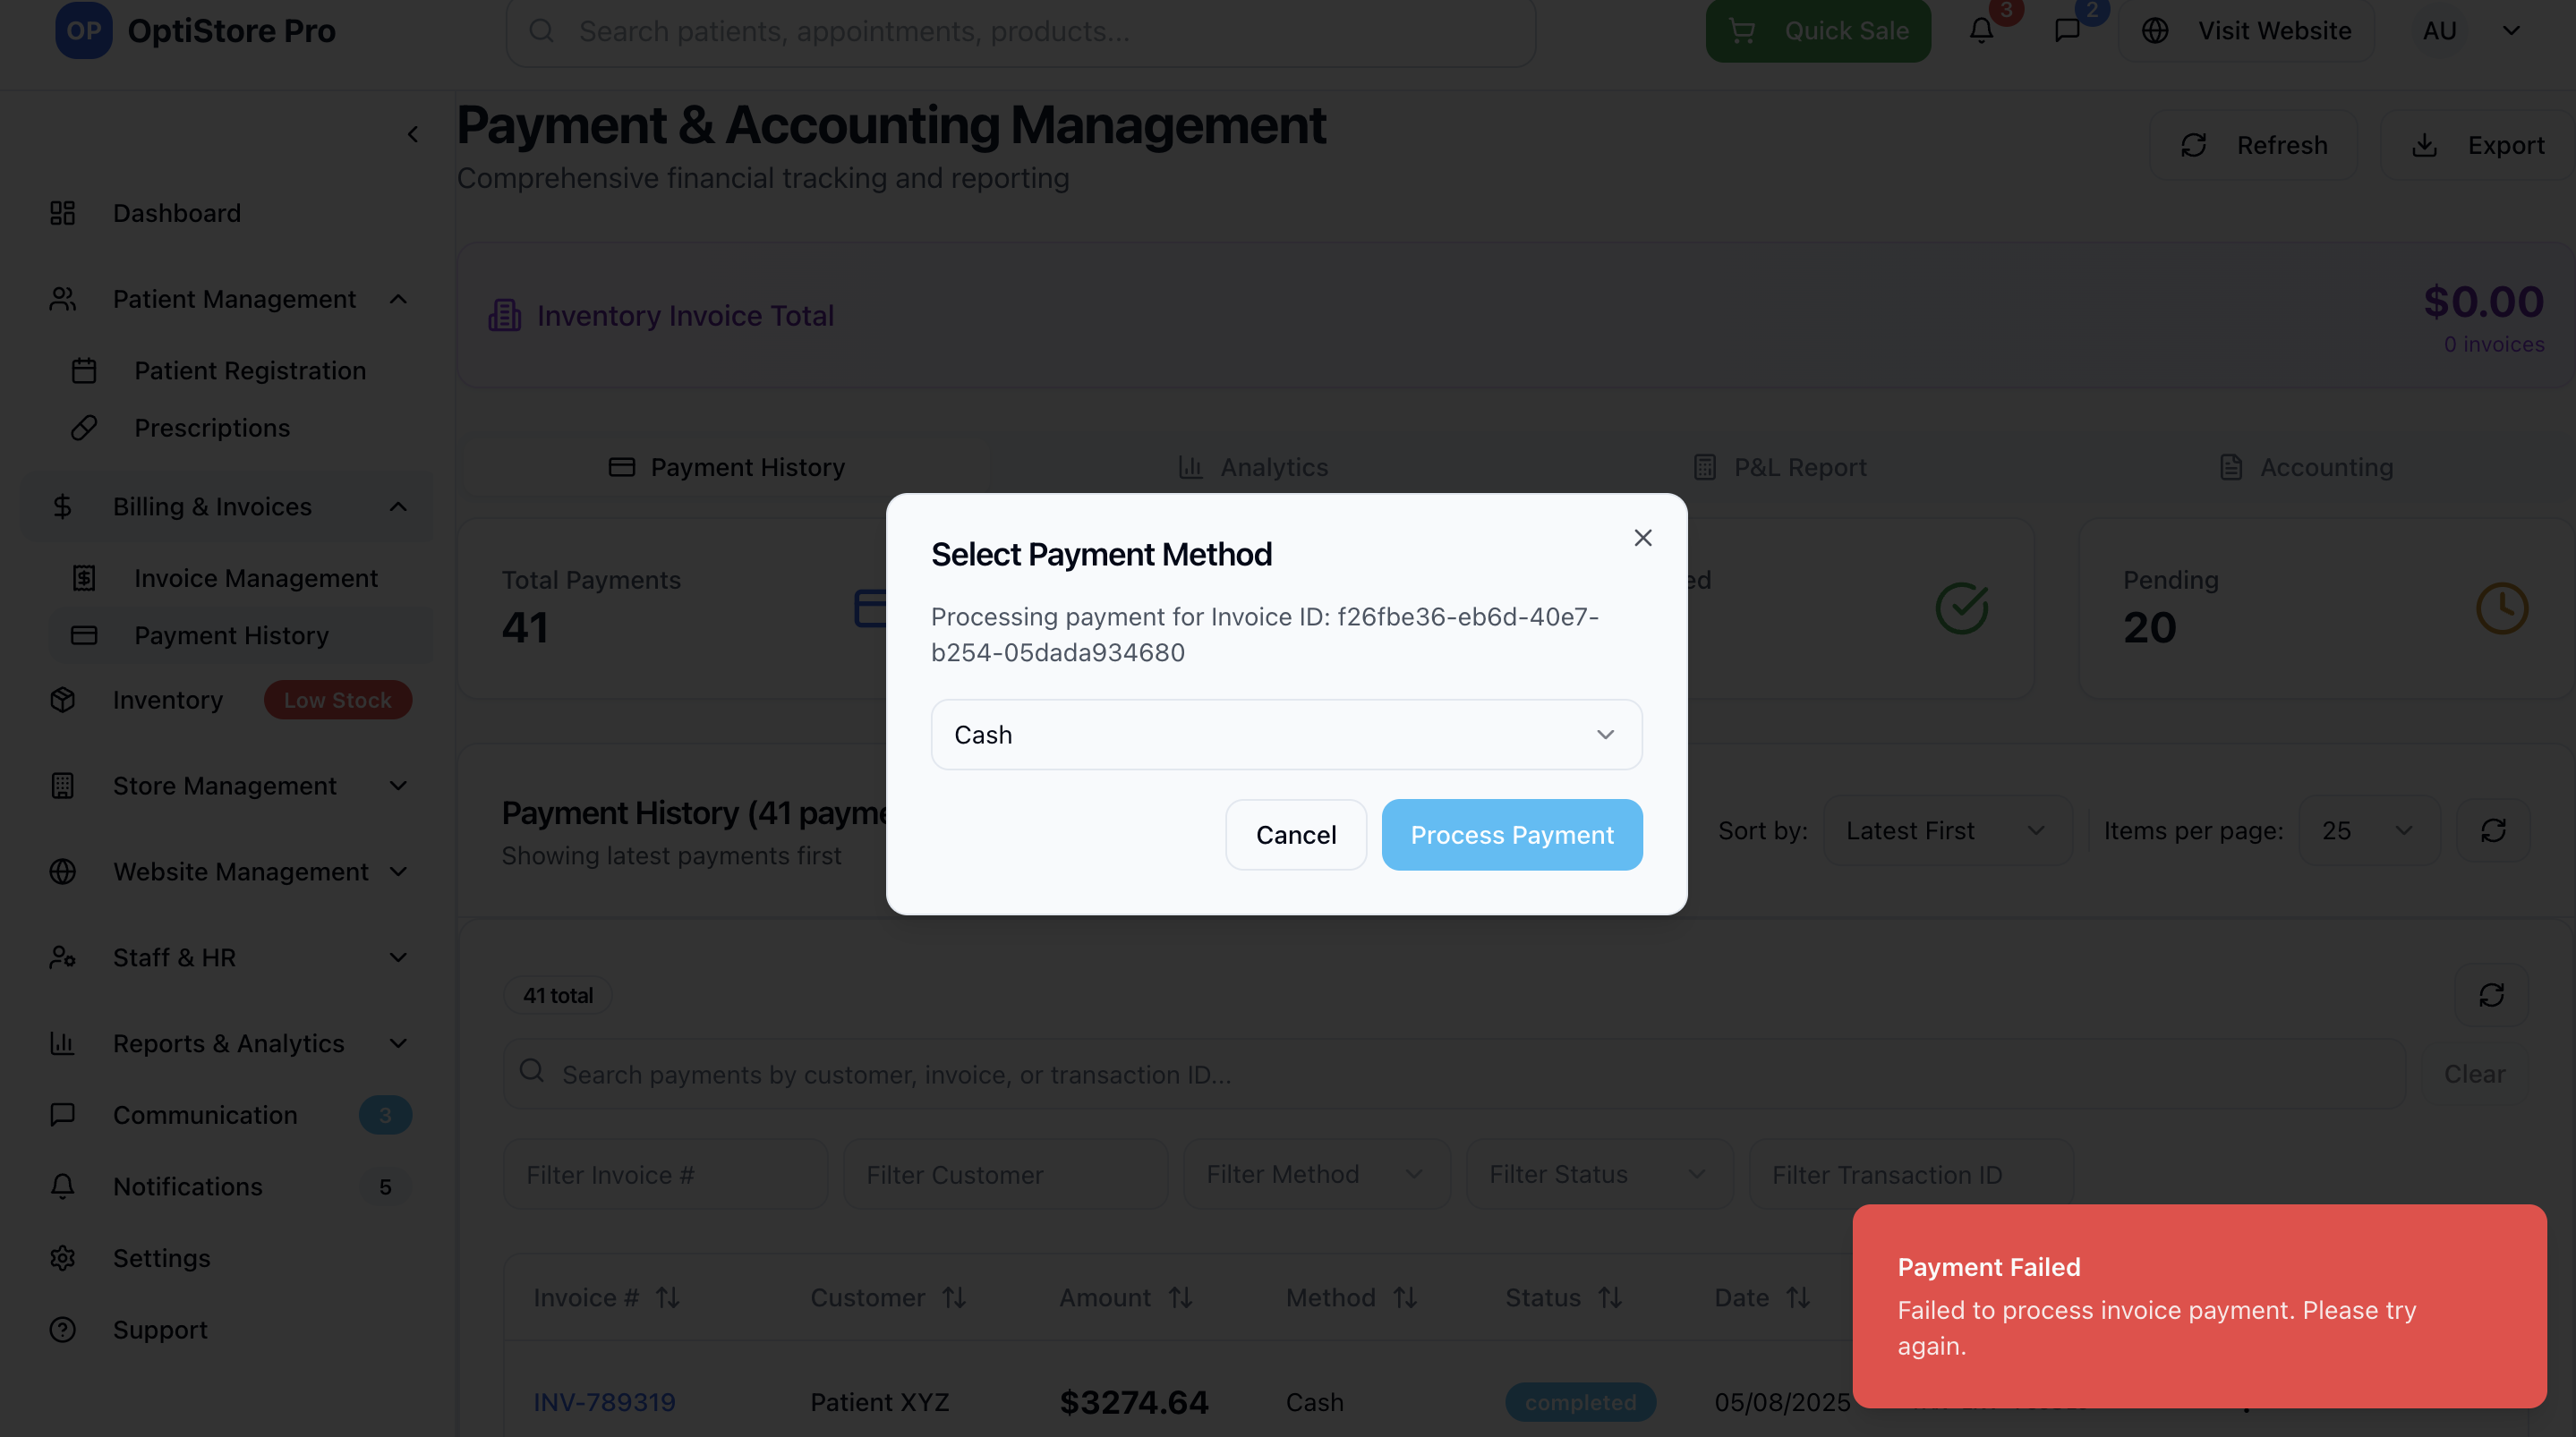 OP OptiStore Pro
Search patients, appointments, products...
Quick Sale
3
2
Visit Website
AU
Dashboard
Patient Management
Patient Registration
Prescriptions
Billing & Invoices
Invoice Management
Payment History
Inventory Low Stock
Store Management
Website Management
Staff & HR
Reports & Analytics
Communication 3
Notifications 5
Settings
Support
Payment & Accounting Management
Comprehensive financial tracking and reporting
Refresh
Export
Inventory Invoice Total
$0.00
0 invoices
Payment History
Analytics
P&L Report
Accounting
Total Payments
41
Pending
20
Select Payment Method
Processing payment for Invoice ID: f26fbe36-eb6d-40e7-
b254-05dada934680
Cash
Cancel
Process Payment
Payment History (41
Showing latest payments first
Sort by: Latest First
Items per page: 25
41 total
Search payments by customer, invoice, or transaction ID...
Clear
Filter Invoice #
Filter Customer
Filter Method
Filter Status
Filter Transaction ID
Invoice # Customer Amount Method Status Date
INV-789319 Patient XYZ $3274.64 Cash completed 05/08/2025
Payment Failed
Failed to process invoice payment. Please try
again.